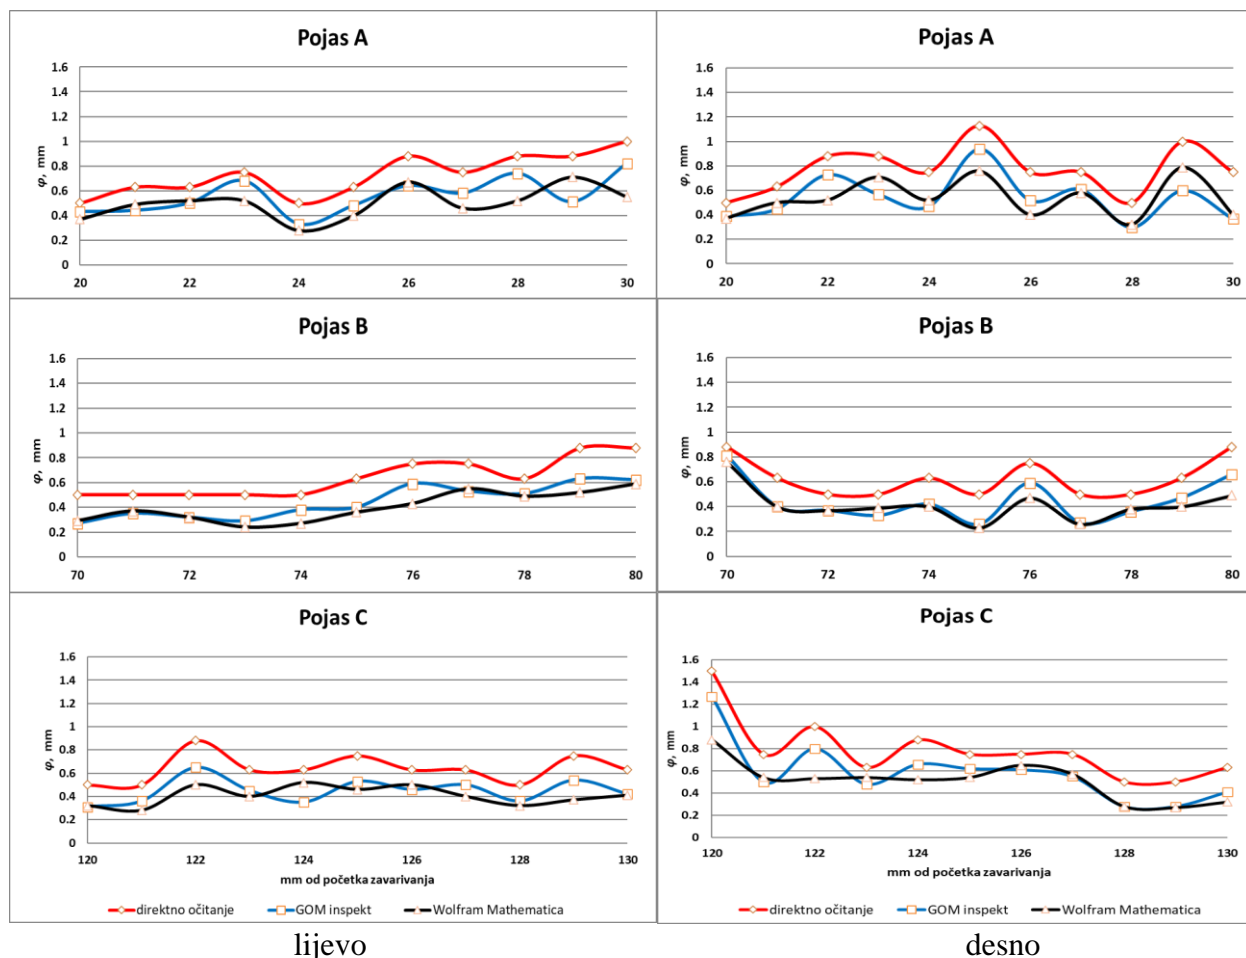 Pojas A
φ, mm
1.6
1.4
1.2
1
0.8
0.6
0.4
0.2
0
20 22 24 26 28 30
Pojas A
φ, mm
1.6
1.4
1.2
1
0.8
0.6
0.4
0.2
0
20 22 24 26 28 30
Pojas B
φ, mm
1.6
1.4
1.2
1
0.8
0.6
0.4
0.2
0
70 72 74 76 78 80
Pojas B
φ, mm
1.6
1.4
1.2
1
0.8
0.6
0.4
0.2
0
70 72 74 76 78 80
Pojas C
φ, mm
1.6
1.4
1.2
1
0.8
0.6
0.4
0.2
0
120 122 124 126 128 130
mm od početka zavarivanja
direktno očitanje GOM inspekt Wolfram Mathematica
Pojas C
φ, mm
1.6
1.4
1.2
1
0.8
0.6
0.4
0.2
0
120 122 124 126 128 130
mm od početka zavarivanja
direktno očitanje GOM inspekt Wolfram Mathematica
lijevo desno